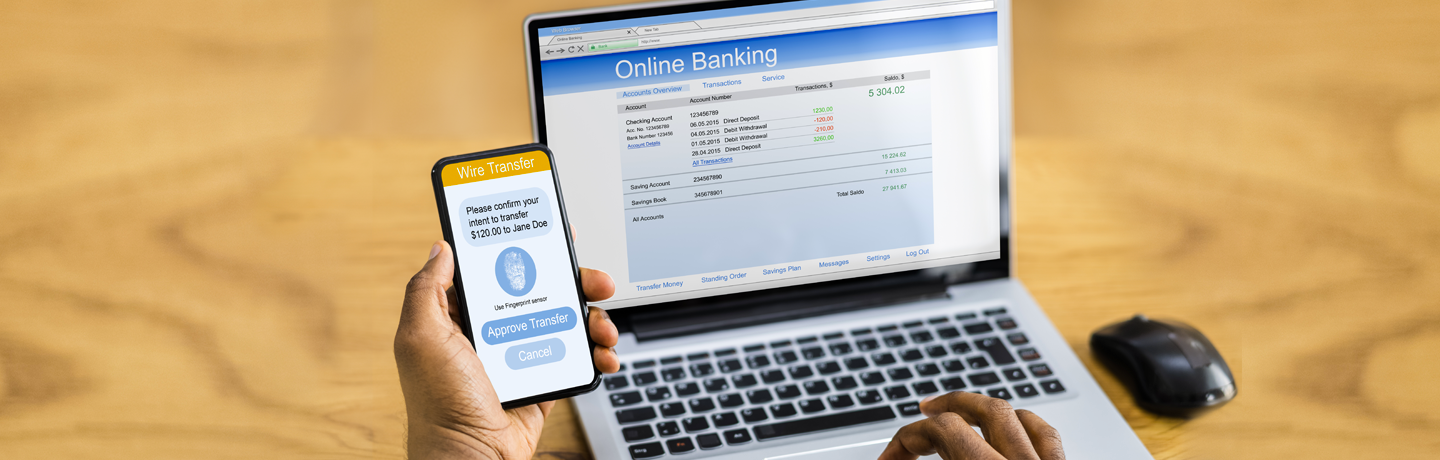 Wire Transfer
Please confirm your
intent to transfer
$120.00 to Jane Doe
Use Fingerprint sensor
Approve Transfer
Cancel
Online Banking
New Tab
http://www.
Online Banking
Accounts Overview Transactions Service
Account Account Number Transactions, $ Saldo, $
Checking Account 123456789 5 304.02
Acc. No. 123456789 06.05.2015 Direct Deposit 1230,00
Bank Number 123456 04.05.2015 Debit Withdrawal -120,00
Account Details 01.05.2015 Debit Withdrawal -210,00
28.04.2015 Direct Deposit 3260,00
All Transactions
Saving Account 234567890 15 224.62
Savings Book 345678901 7 413.03
All Accounts Total Saldo 27 941.67
Transfer Money Standing Order Savings Plan Messages Settings Log Out